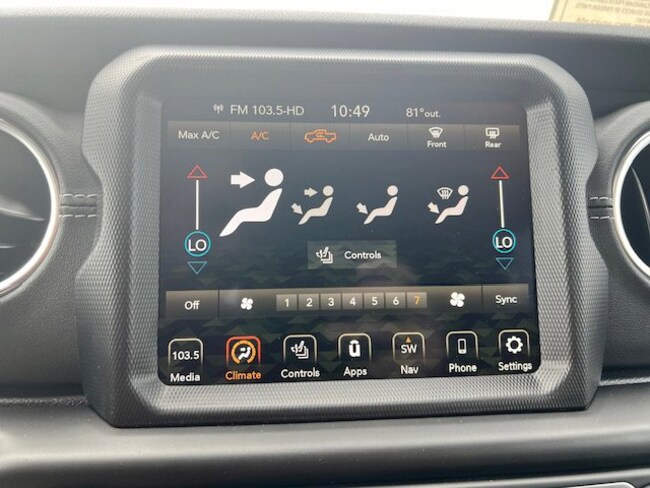 FM 103.5-HD 10:49 81° out.
Max A/C A/C Auto Front Rear
LO LO
Controls
Off 1 2 3 4 5 6 7 Sync
103.5 SW
Media Climate Controls Apps Nav Phone Settings